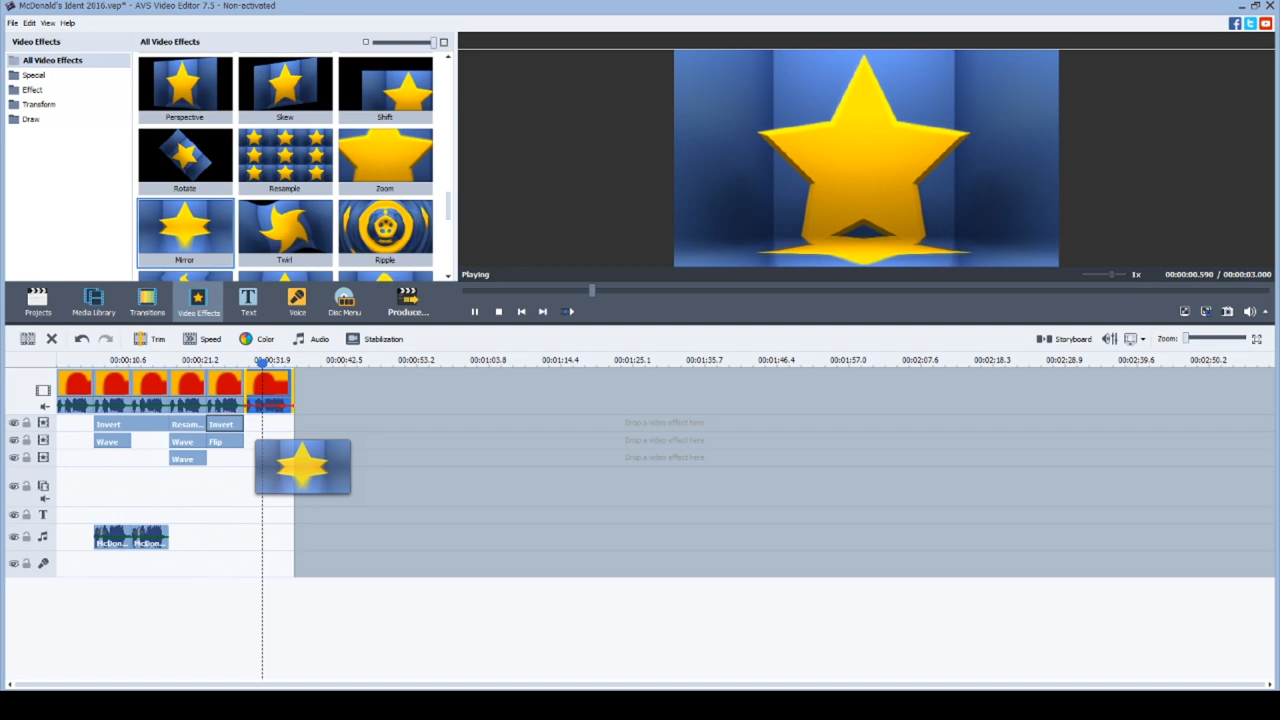 McDonald's Ident 2016.vep* - AVS Video Editor 7.5 - Non-activated
File Edit View Help
Video Effects
All Video Effects
All Video Effects
Special
Effect
Transform
Draw
Perspective
Skew
Shift
Rotate
Resample
Zoom
Mirror
Twirl
Ripple
Playing
1x
00:00:00.590 / 00:00:03.000
Projects
Media Library
Transitions
Video Effects
Text
Voice
Disc Menu
Produce...
Trim
Speed
Color
Audio
Stabilization
Storyboard
Zoom:
00:00:10.6 00:00:21.2 00:00:31.9 00:00:42.5 00:00:53.2 00:01:03.8 00:01:14.4 00:01:25.1 00:01:35.7 00:01:46.4 00:01:57.0 00:02:07.6 00:02:18.3 00:02:28.9 00:02:39.6 00:02:50.2
Invert Resam... Invert
Drop a video effect here
Wave Wave Flip
Drop a video effect here
Wave
Drop a video effect here
T
McDon... McDon...